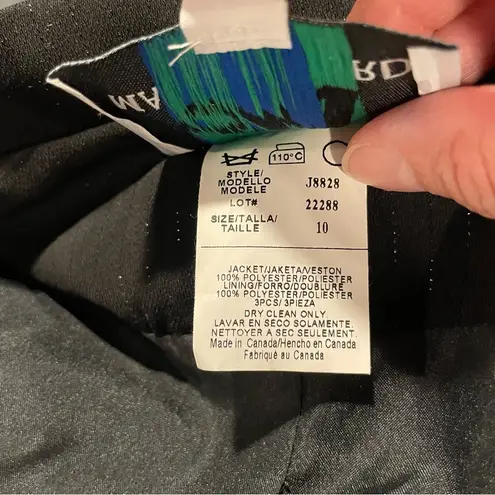 110°C
STYLE/
MODELLO J8828
MODELE
LOT# 22288
SIZE/TALLA/ 10
TAILLE
JACKET/JAKETA/VESTON
100% POLYESTER/POLIESTER
LINING/FORRO/DOUBLURE
100% POLYESTER/POLIESTER
3PCS/ 3PIEZA
DRY CLEAN ONLY.
LAVAR EN SECO SOLAMENTE.
NETTOYER A SEC SEULEMENT.
Made in Canada/Hencho en Canada
Fabriqué au Canada